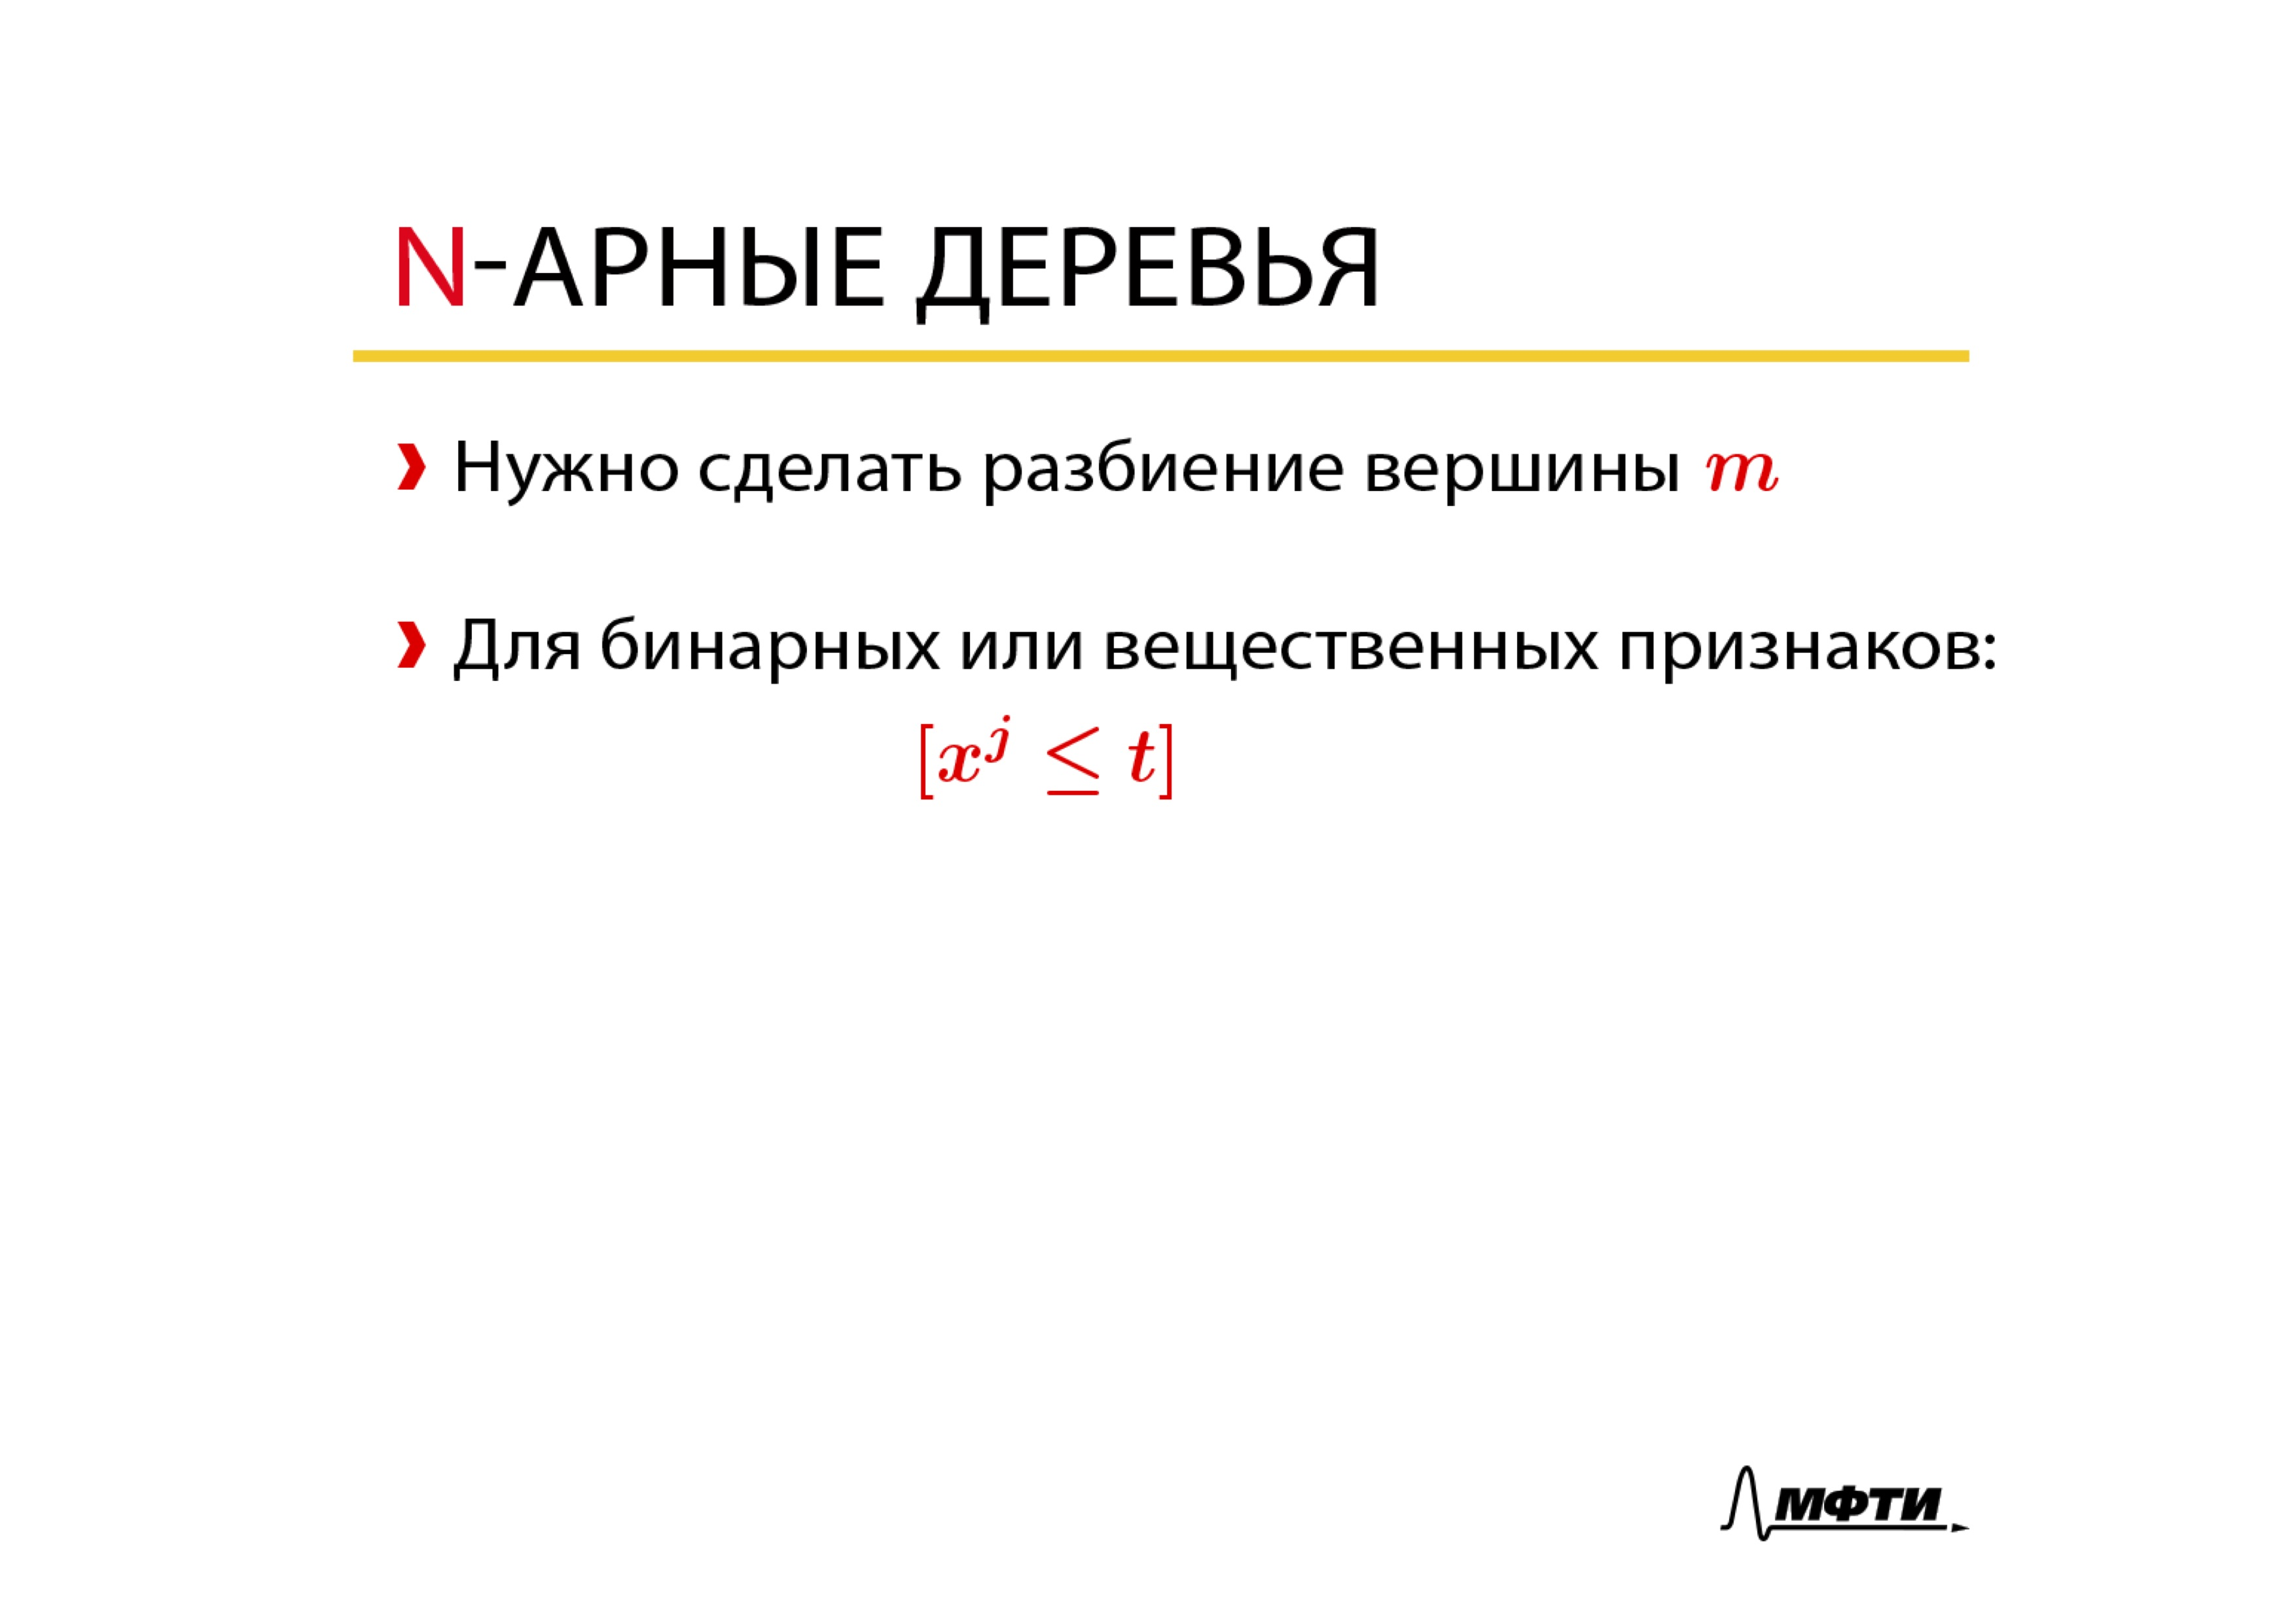 N-АРНЫЕ ДЕРЕВЬЯ
Нужно сделать разбиение вершины m
Для бинарных или вещественных признаков:
[x^j ≤ t]
МФТИ